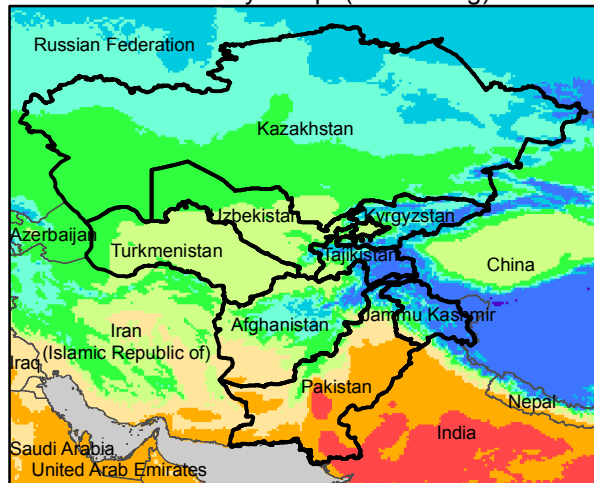 Russian Federation
Kazakhstan
Uzbekistan
Kyrgyzstan
Azerbaijan
Turkmenistan
Tajikistan
China
Iran
(Islamic Republic of)
Afghanistan
Jammu Kashmir
Iraq
Pakistan
Nepal
India
Saudi Arabia
United Arab Emirates